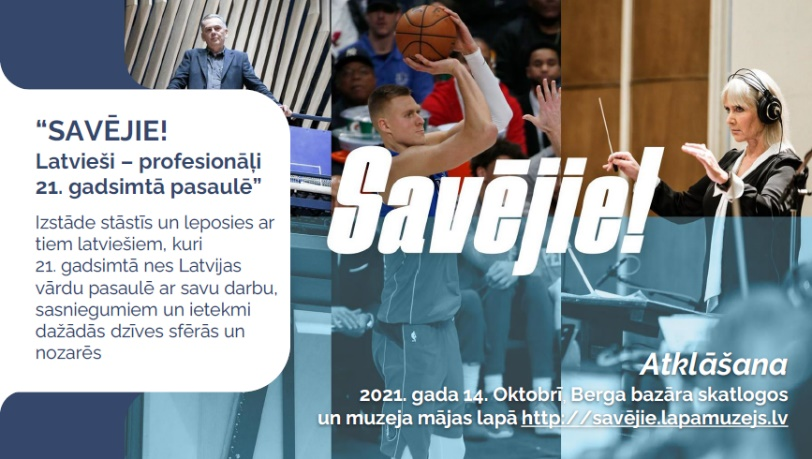 “SAVĒJIE!
Latvieši – profesionāļi
21. gadsimtā pasaulē”
Izstāde stāstīs un leposies ar
tiem latviešiem, kuri
21. gadsimtā nes Latvijas
vārdu pasaulē ar savu darbu,
sasniegumiem un ietekmi
dažādās dzīves sfērās un
nozarēs
Savējie!
Atklāšana
2021. gada 14. Oktobrī, Berga bazāra skatlogos
un muzeja mājas lapā http://savējie.lapamuzejs.lv